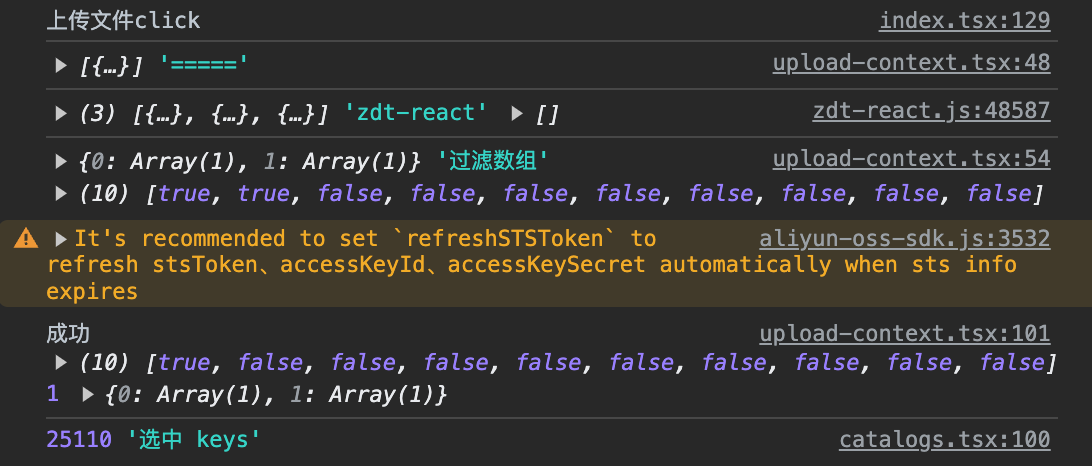 上传文件click index.tsx:129
▶ [{…}] '=====' upload-context.tsx:48
▶ (3) [{…}, {…}, {…}] 'zdt-react' ▶ [] zdt-react.js:48587
▶ {0: Array(1), 1: Array(1)} '过滤数组' upload-context.tsx:54
▶ (10) [true, true, false, false, false, false, false, false, false, false]
▶ It's recommended to set `refreshSTSToken` to aliyun-oss-sdk.js:3532
refresh stsToken、accessKeyId、accessKeySecret automatically when sts info
expires
成功 upload-context.tsx:101
▶ (10) [true, false, false, false, false, false, false, false, false, false]
1 ▶ {0: Array(1), 1: Array(1)}
25110 '选中 keys' catalogs.tsx:100